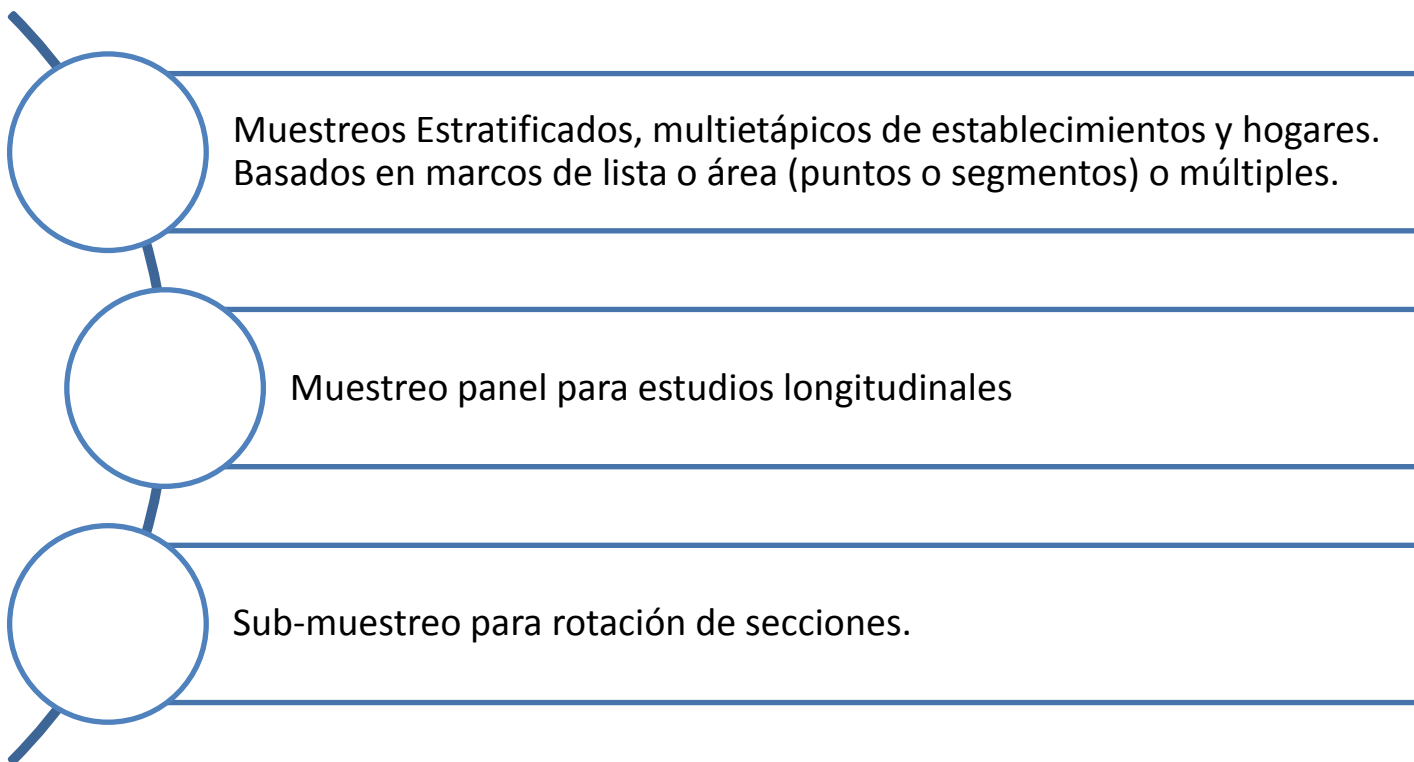 Muestreos Estratificados, multietápicos de establecimientos y hogares.
Basados en marcos de lista o área (puntos o segmentos) o múltiples.
Muestreo panel para estudios longitudinales
Sub-muestreo para rotación de secciones.